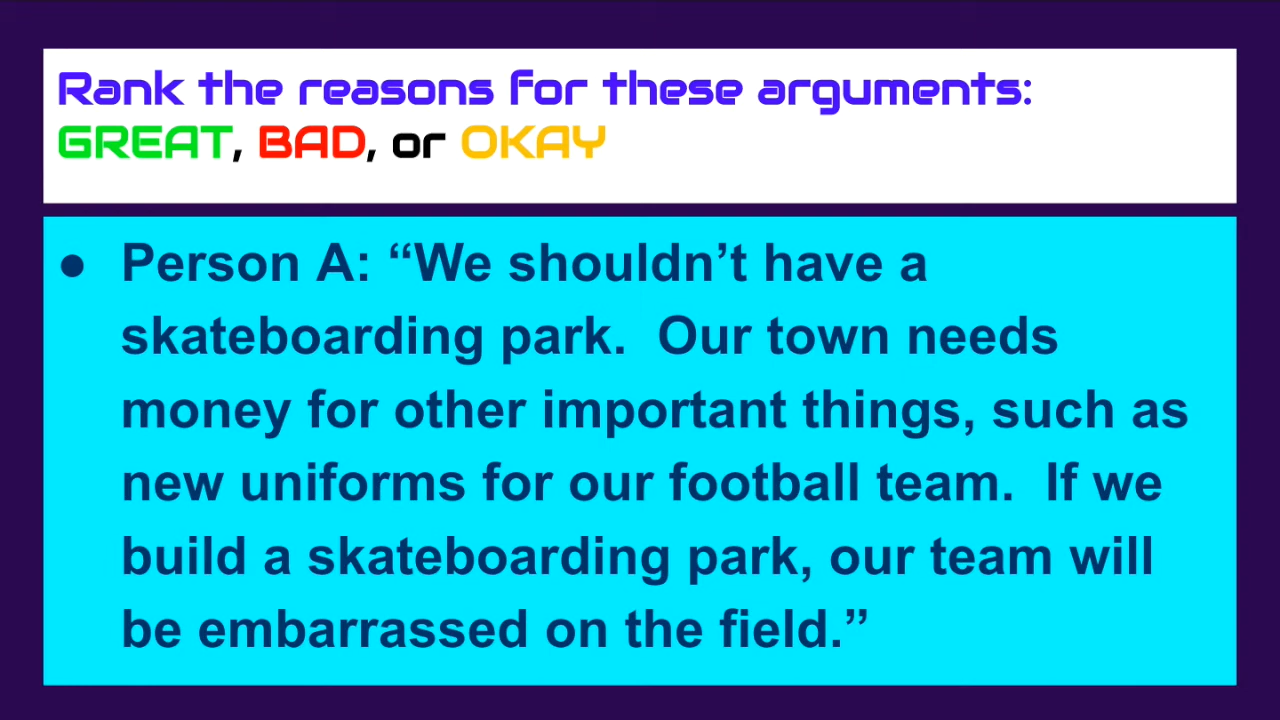 Rank the reasons for these arguments:
GREAT, BAD, or OKAY
● Person A: “We shouldn’t have a
skateboarding park.  Our town needs
money for other important things, such as
new uniforms for our football team.  If we
build a skateboarding park, our team will
be embarrassed on the field.”